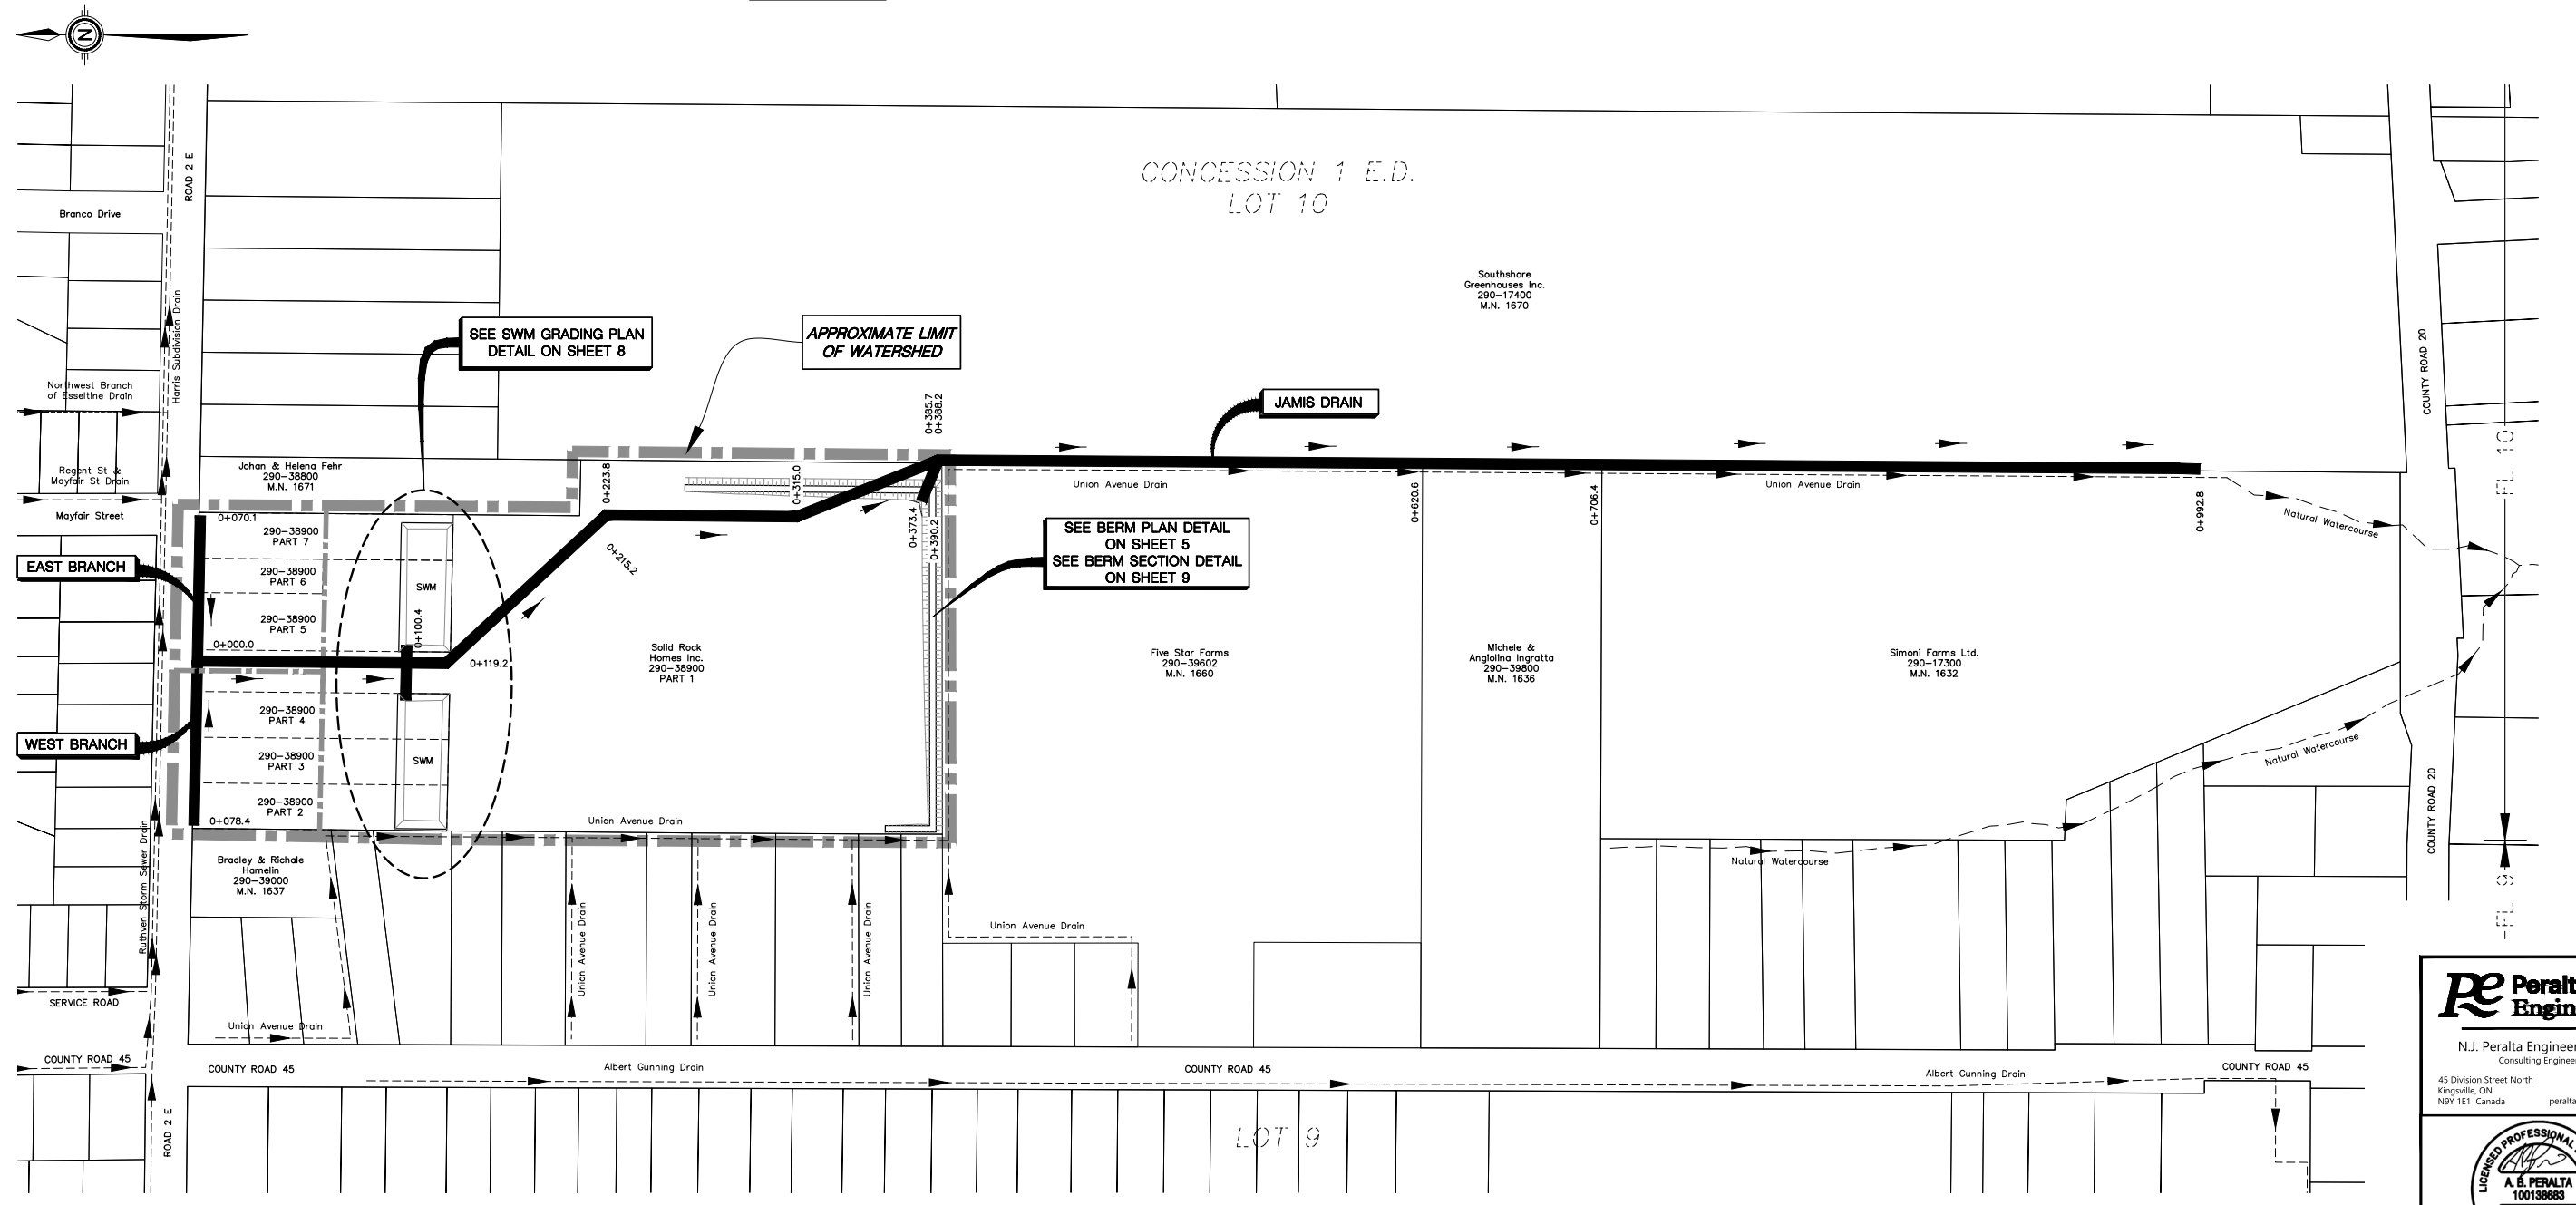 N
CONCESSION 1 E.D.
LOT 10
ROAD 2 E
Branco Drive
Harris Subdivision Drain
Northwest Branch
of Esseltine Drain
Regent St &
Mayfair St Drain
Mayfair Street
SEE SWM GRADING PLAN
DETAIL ON SHEET 8
APPROXIMATE LIMIT
OF WATERSHED
Southshore
Greenhouses Inc.
290-17400
M.N. 1670
COUNTY ROAD 20
JAMIS DRAIN
0+385.7
0+388.2
Johan & Helena Fehr
290-38800
M.N. 1671
0+223.8
0+315.0
Union Avenue Drain
Union Avenue Drain
0+620.6
0+706.4
0+992.8
Natural Watercourse
FL 10
0+070.1
290-38900
PART 7
EAST BRANCH
290-38900
PART 6
290-38900
PART 5
0+000.0
SWM
0+100.4
0+119.2
0+215.2
0+373.4
0+390.2
SEE BERM PLAN DETAIL
ON SHEET 5
SEE BERM SECTION DETAIL
ON SHEET 9
Solid Rock
Homes Inc.
290-38900
PART 1
Five Star Farms
290-39602
M.N. 1660
Michele &
Angiolina Ingratta
290-39800
M.N. 1636
Simoni Farms Ltd.
290-17300
M.N. 1632
WEST BRANCH
290-38900
PART 4
290-38900
PART 3
290-38900
PART 2
0+078.4
SWM
Union Avenue Drain
Natural Watercourse
Natural Watercourse
COUNTY ROAD 20
FL 9
Bradley & Richale
Hamelin
290-39000
M.N. 1637
Ruthven Storm Sewer Drain
Union Avenue Drain
Union Avenue Drain
Union Avenue Drain
Union Avenue Drain
SERVICE ROAD
Union Avenue Drain
COUNTY ROAD 45
COUNTY ROAD 45
Albert Gunning Drain
COUNTY ROAD 45
Albert Gunning Drain
COUNTY ROAD 45
ROAD 2 E
LOT 9
PE Peralt
Engin
N.J. Peralta Engineer
Consulting Engineer
45 Division Street North
Kingsville, ON
N9Y 1E1 Canada peralta
LICENSED PROFESSIONAL
A. B. PERALTA
100138683